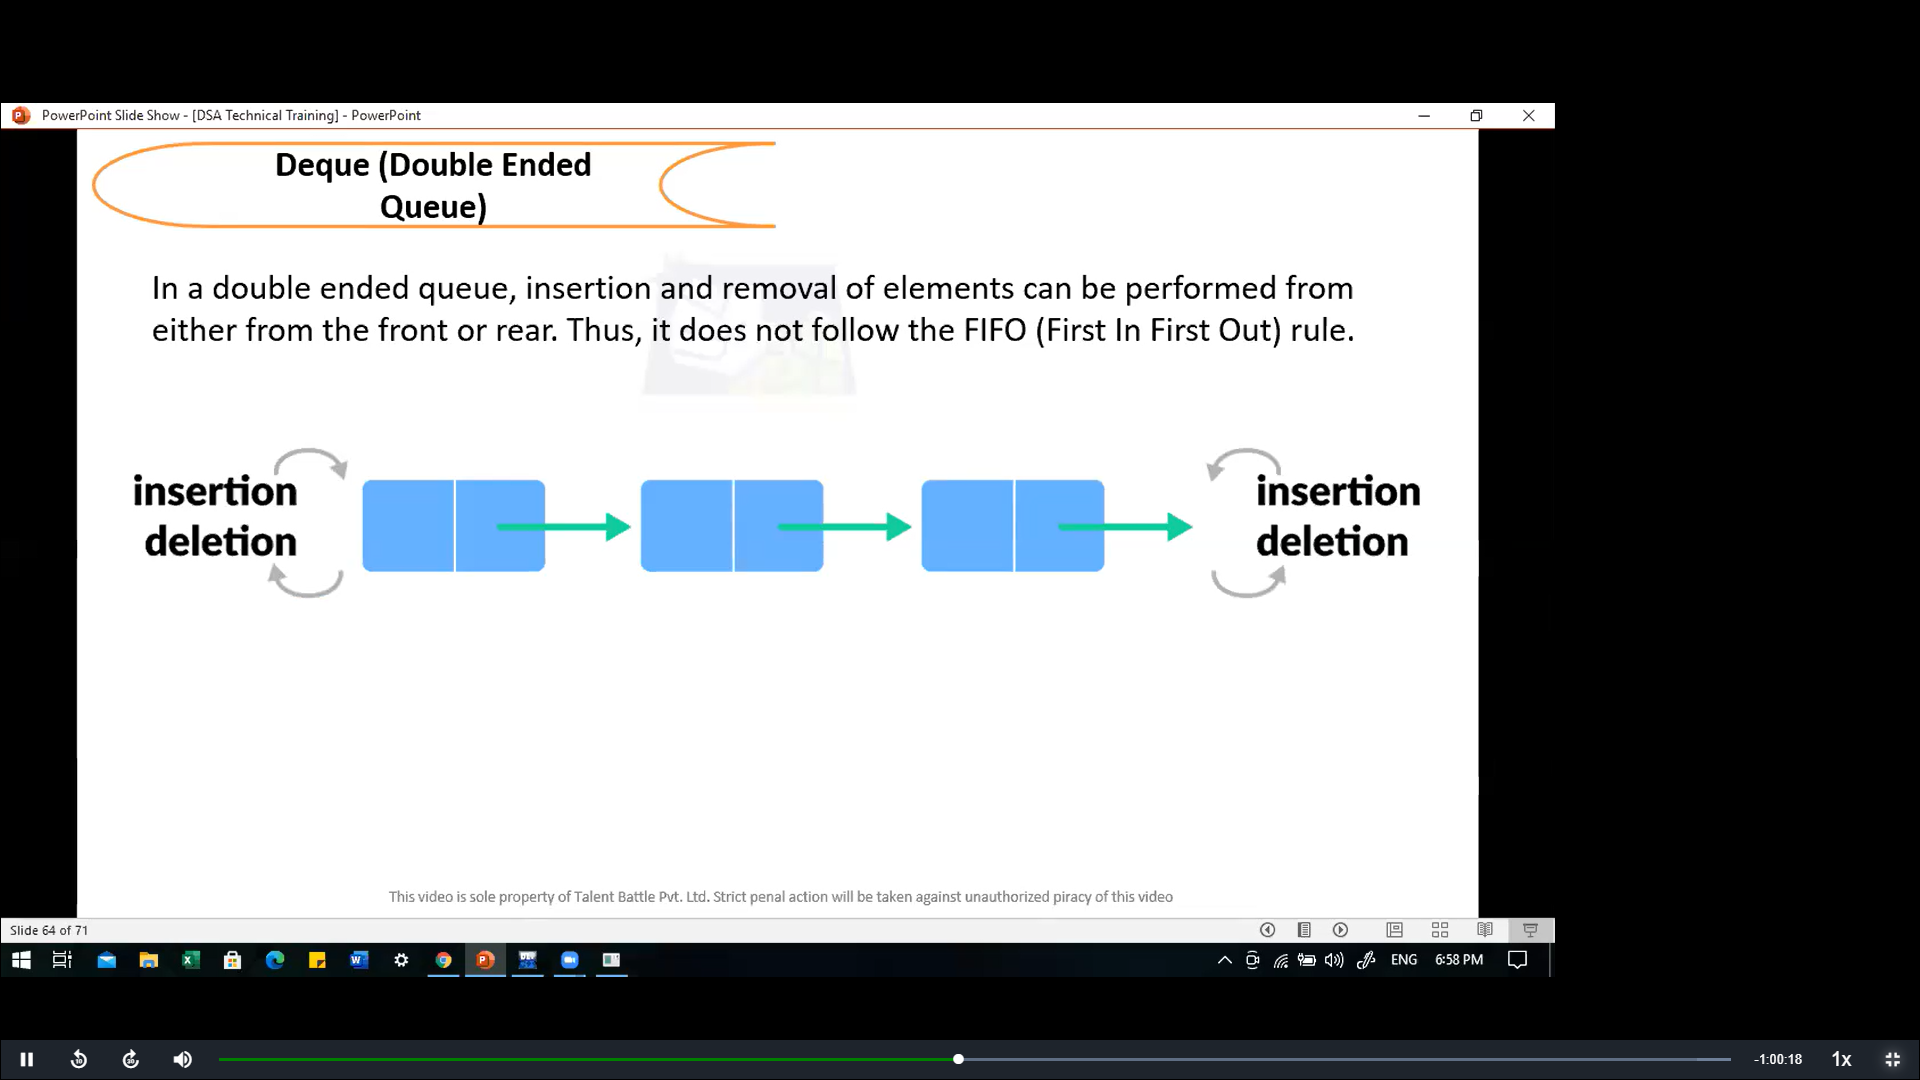 PowerPoint Slide Show - [DSA Technical Training] - PowerPoint
Deque (Double Ended
Queue)
In a double ended queue, insertion and removal of elements can be performed from
either from the front or rear. Thus, it does not follow the FIFO (First In First Out) rule.
insertion
deletion
insertion
deletion
This video is sole property of Talent Battle Pvt. Ltd. Strict penal action will be taken against unauthorized piracy of this video
Slide 64 of 71
ENG 6:58 PM
-1:00:18 1x